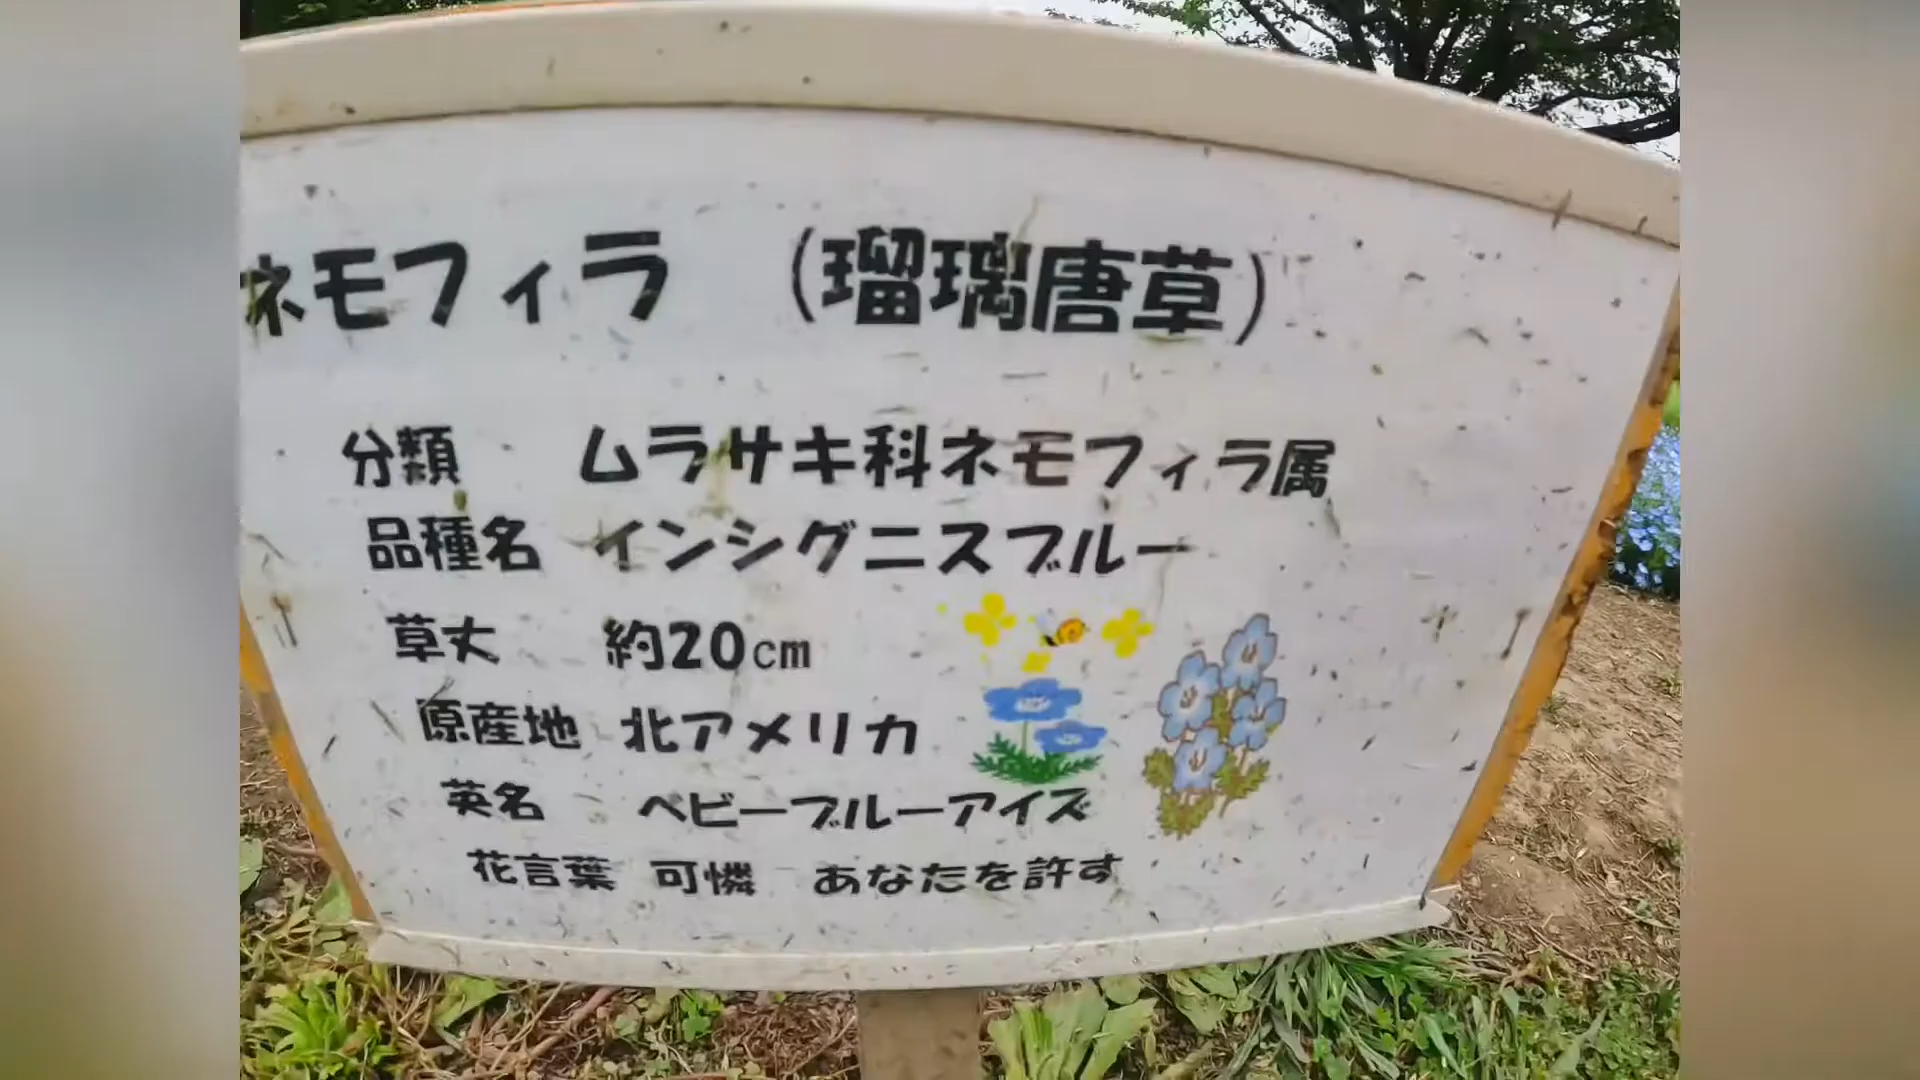 ネモフィラ (瑠璃唐草)
分類 ムラサキ科ネモフィラ属
品種名 インシグニスブルー
草丈 約20cm
原産地 北アメリカ
英名 ベビーブルーアイズ
花言葉 可憐 あなたを許す